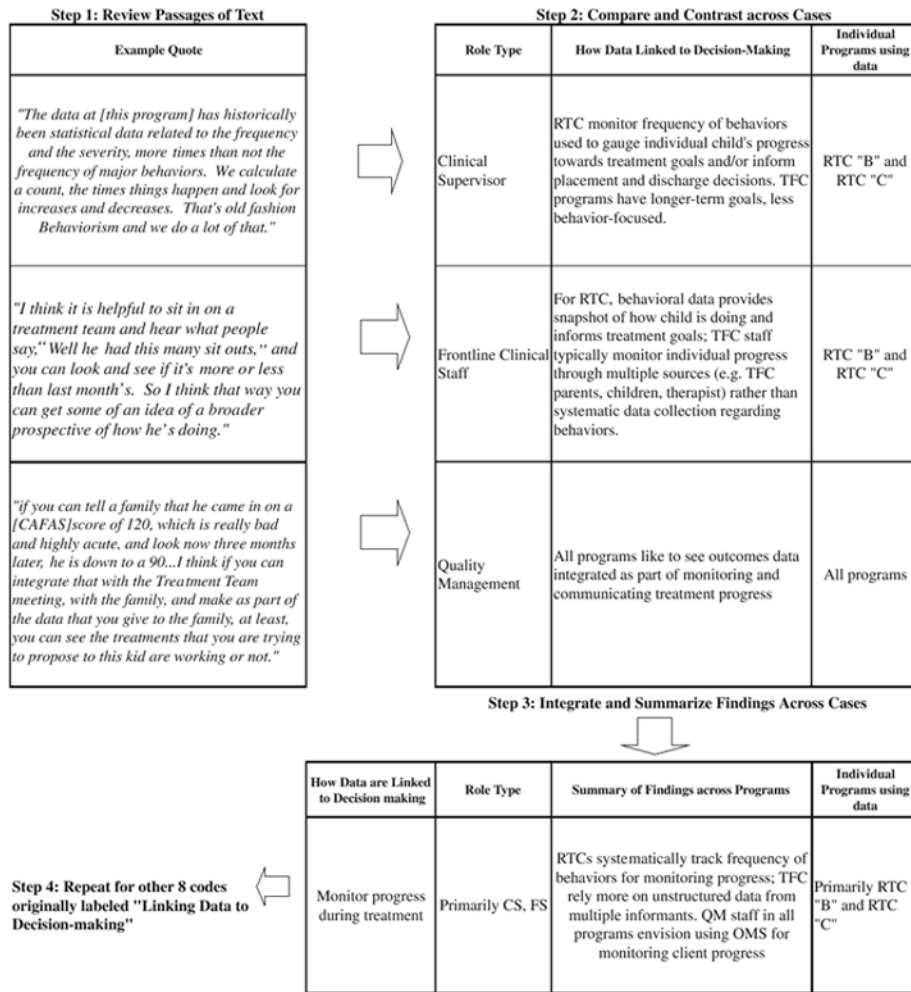 Step 1: Review Passages of Text
Example Quote
"The data at [this program] has historically
been statistical data related to the frequency
and the severity, more times than not the
frequency of major behaviors. We calculate
a count, the times things happen and look for
increases and decreases. That's old fashion
Behaviorism and we do a lot of that."
"I think it is helpful to sit in on a
treatment team and hear what people
say,“ Well he had this many sit outs,” and
you can look and see if it's more or less
than last month's. So I think that way you
can get some of an idea of a broader
prospective of how he's doing."
"if you can tell a family that he came in on a
[CAFAS]score of 120, which is really bad
and highly acute, and look now three months
later, he is down to a 90...I think if you can
integrate that with the Treatment Team
meeting, with the family, and make as part of
the data that you give to the family, at least,
you can see the treatments that you are trying
to propose to this kid are working or not."
Step 2: Compare and Contrast across Cases
Role Type
How Data Linked to Decision-Making
Individual
Programs using
data
Clinical
Supervisor
RTC monitor frequency of behaviors
used to gauge individual child's progress
towards treatment goals and/or inform
placement and discharge decisions. TFC
programs have longer-term goals, less
behavior-focused.
RTC "B" and
RTC "C"
Frontline Clinical
Staff
For RTC, behavioral data provides
snapshot of how child is doing and
informs treatment goals; TFC staff
typically monitor individual progress
through multiple sources (e.g. TFC
parents, children, therapist) rather than
systematic data collection regarding
behaviors.
RTC "B" and
RTC "C"
Quality
Management
All programs like to see outcomes data
integrated as part of monitoring and
communicating treatment progress
All programs
Step 3: Integrate and Summarize Findings Across Cases
How Data are Linked
to Decision making
Role Type
Summary of Findings across Programs
Individual
Programs using
data
Monitor progress
during treatment
Primarily CS, FS
RTCs systematically track frequency of
behaviors for monitoring progress; TFC
rely more on unstructured data from
multiple informants. QM staff in all
programs envision using OMS for
monitoring client progress
Primarily RTC
"B" and RTC
"C"
Step 4: Repeat for other 8 codes
originally labeled "Linking Data to
Decision-making"